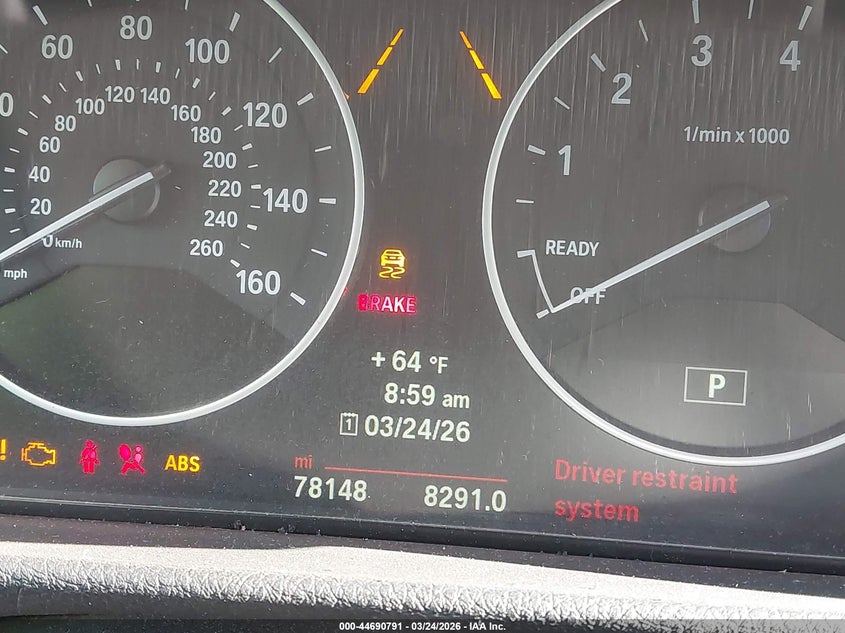 60
80
100
120
140
160
20
40
60
80
100
120
140
160
180
200
220
240
260
0 km/h
mph
1
2
3
4
1/min x 1000
READY
OFF
P
BRAKE
+ 64 °F
8:59 am
1 03/24/26
! ABS
mi
78148 8291.0
Driver restraint
system
000-44690791 - 03/24/2026 - IAA Inc.